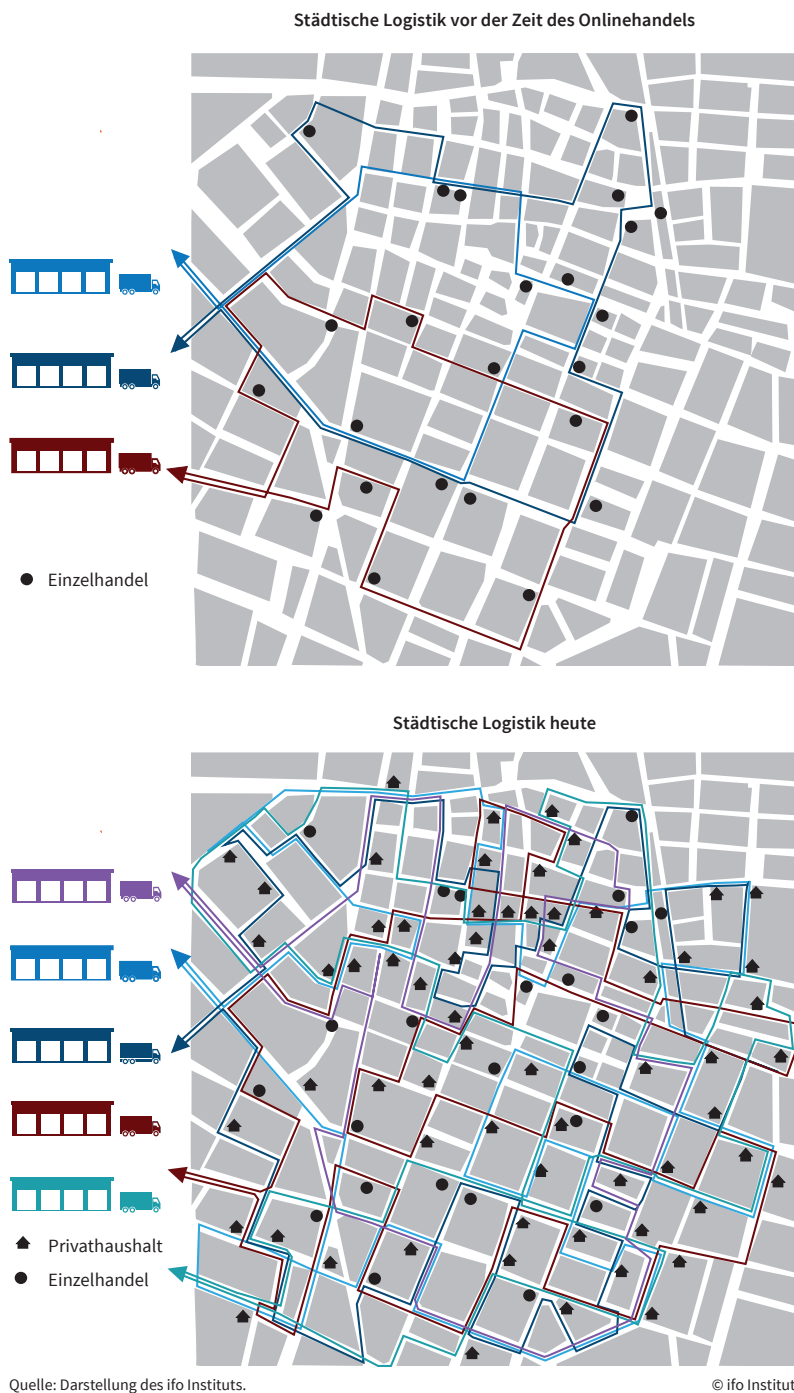 Städtische Logistik vor der Zeit des Onlinehandels
Einzelhandel
Städtische Logistik heute
Privathaushalt
Einzelhandel
Quelle: Darstellung des ifo Instituts.
© ifo Institut